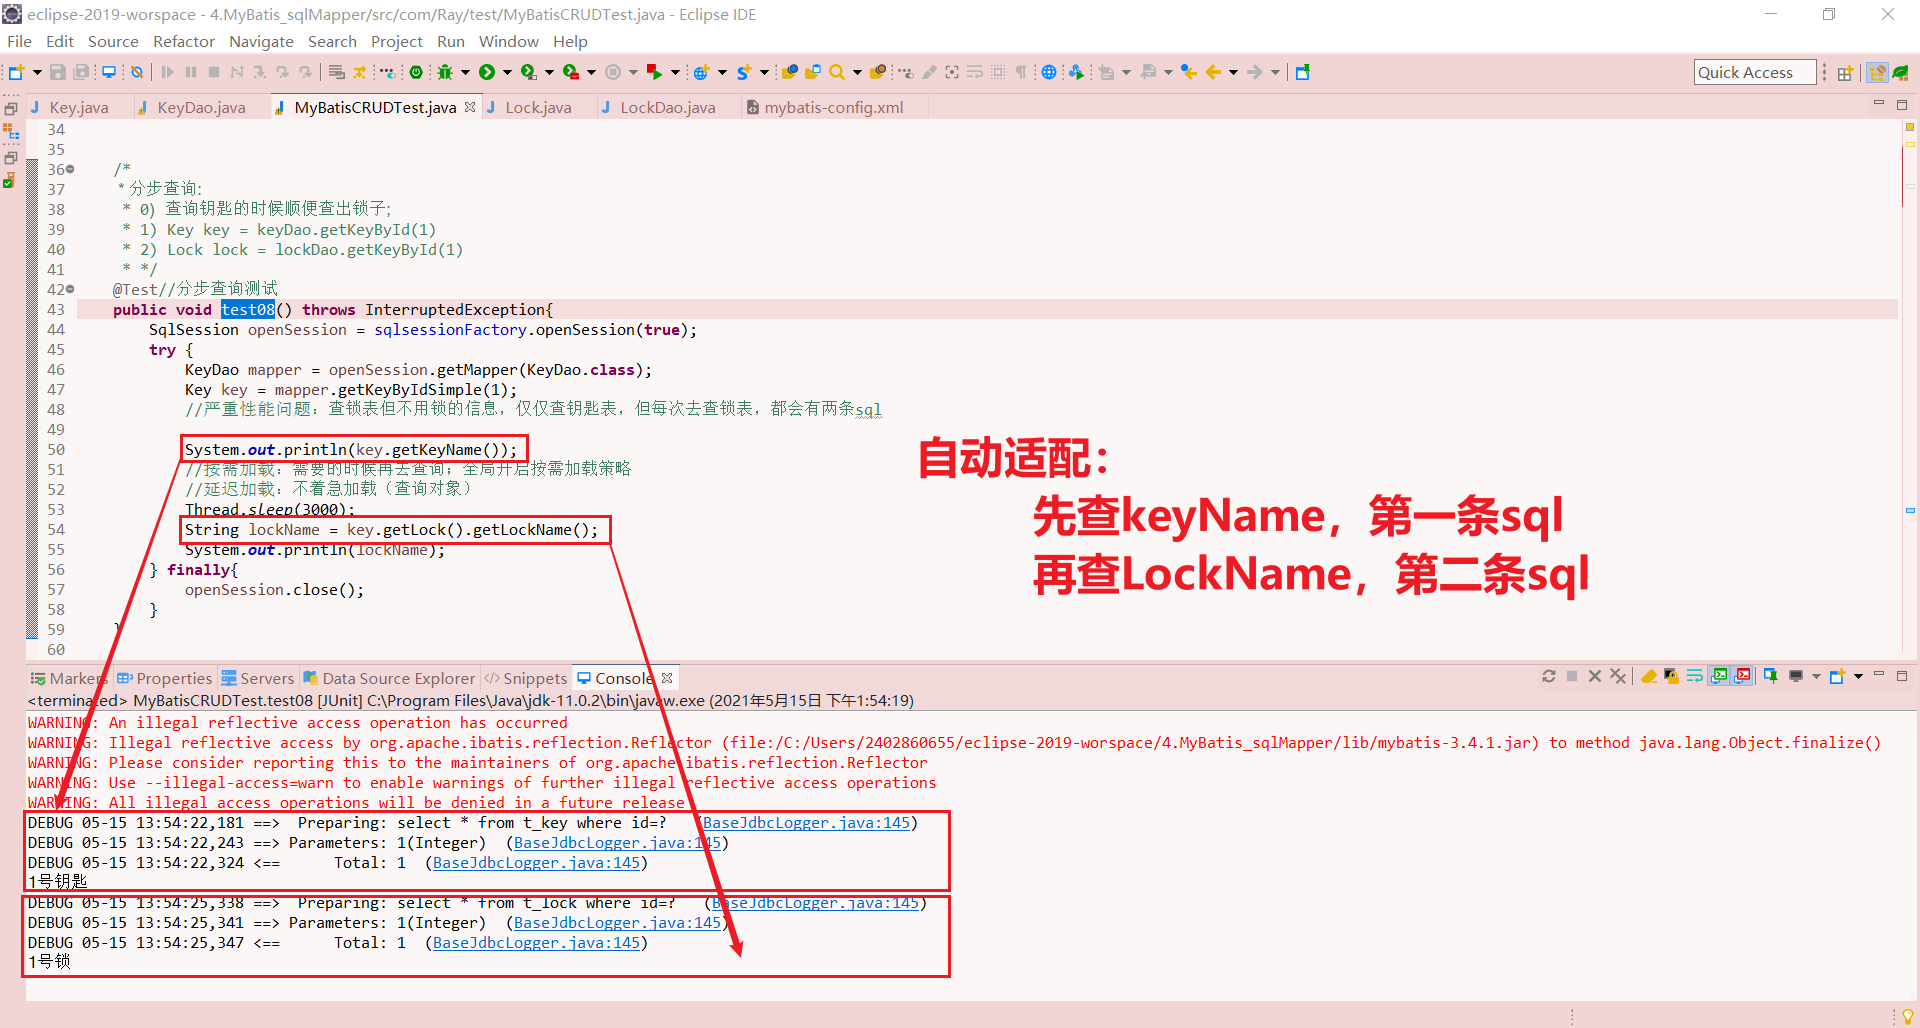 eclipse-2019-worspace - 4.MyBatis_sqlMapper/src/com/Ray/test/MyBatisCRUDTest.java - Eclipse IDE
File Edit Source Refactor Navigate Search Project Run Window Help
Quick Access
Key.java KeyDao.java MyBatisCRUDTest.java Lock.java LockDao.java mybatis-config.xml
34
35
36 /*
37 * 分步查询:
38 * 0) 查询钥匙的时候顺便查出锁子;
39 * 1) Key key = keyDao.getKeyById(1)
40 * 2) Lock lock = lockDao.getKeyById(1)
41 * */
42 @Test//分步查询测试
43 public void test08() throws InterruptedException{
44 SqlSession openSession = sqlsessionFactory.openSession(true);
45 try {
46 KeyDao mapper = openSession.getMapper(KeyDao.class);
47 Key key = mapper.getKeyByIdSimple(1);
48 //严重性能问题: 查锁表但不用锁的信息, 仅仅查钥匙表, 但每次去查锁表, 都会有两条sql
49
50 System.out.println(key.getKeyName());
51 //按需加载: 需要的时候再去查询; 全局开启按需加载策略
52 //延迟加载: 不着急加载 (查询对象)
53 Thread.sleep(3000);
54 String lockName = key.getLock().getLockName();
55 System.out.println(lockName);
56 } finally{
57 openSession.close();
58 }
59 }
60
自动适配：
先查keyName，第一条sql
再查LockName，第二条sql
Markers Properties Servers Data Source Explorer Snippets Console
<terminated> MyBatisCRUDTest.test08 [JUnit] C:\Program Files\Java\jdk-11.0.2\bin\javaw.exe (2021年5月15日 下午1:54:19)
WARNING: An illegal reflective access operation has occurred
WARNING: Illegal reflective access by org.apache.ibatis.reflection.Reflector (file:/C:/Users/2402860655/eclipse-2019-worspace/4.MyBatis_sqlMapper/lib/mybatis-3.4.1.jar) to method java.lang.Object.finalize()
WARNING: Please consider reporting this to the maintainers of org.apache.ibatis.reflection.Reflector
WARNING: Use --illegal-access=warn to enable warnings of further illegal reflective access operations
WARNING: All illegal access operations will be denied in a future release
DEBUG 05-15 13:54:22,181 ==>  Preparing: select * from t_key where id=?   (BaseJdbcLogger.java:145)
DEBUG 05-15 13:54:22,243 ==> Parameters: 1(Integer)  (BaseJdbcLogger.java:145)
DEBUG 05-15 13:54:22,324 <==      Total: 1  (BaseJdbcLogger.java:145)
1号钥匙
DEBUG 05-15 13:54:25,338 ==>  Preparing: select * from t_lock where id=?   (BaseJdbcLogger.java:145)
DEBUG 05-15 13:54:25,341 ==> Parameters: 1(Integer)  (BaseJdbcLogger.java:145)
DEBUG 05-15 13:54:25,347 <==      Total: 1  (BaseJdbcLogger.java:145)
1号锁